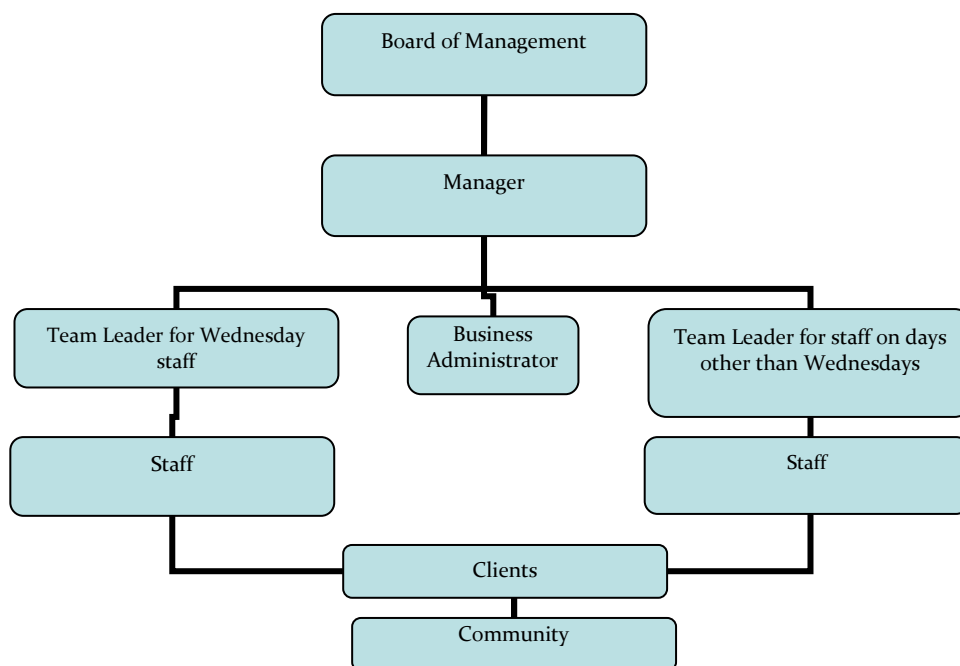 Board of Management
Manager
Team Leader for Wednesday
staff
Business
Administrator
Team Leader for staff on days
other than Wednesdays
Staff
Staff
Clients
Community